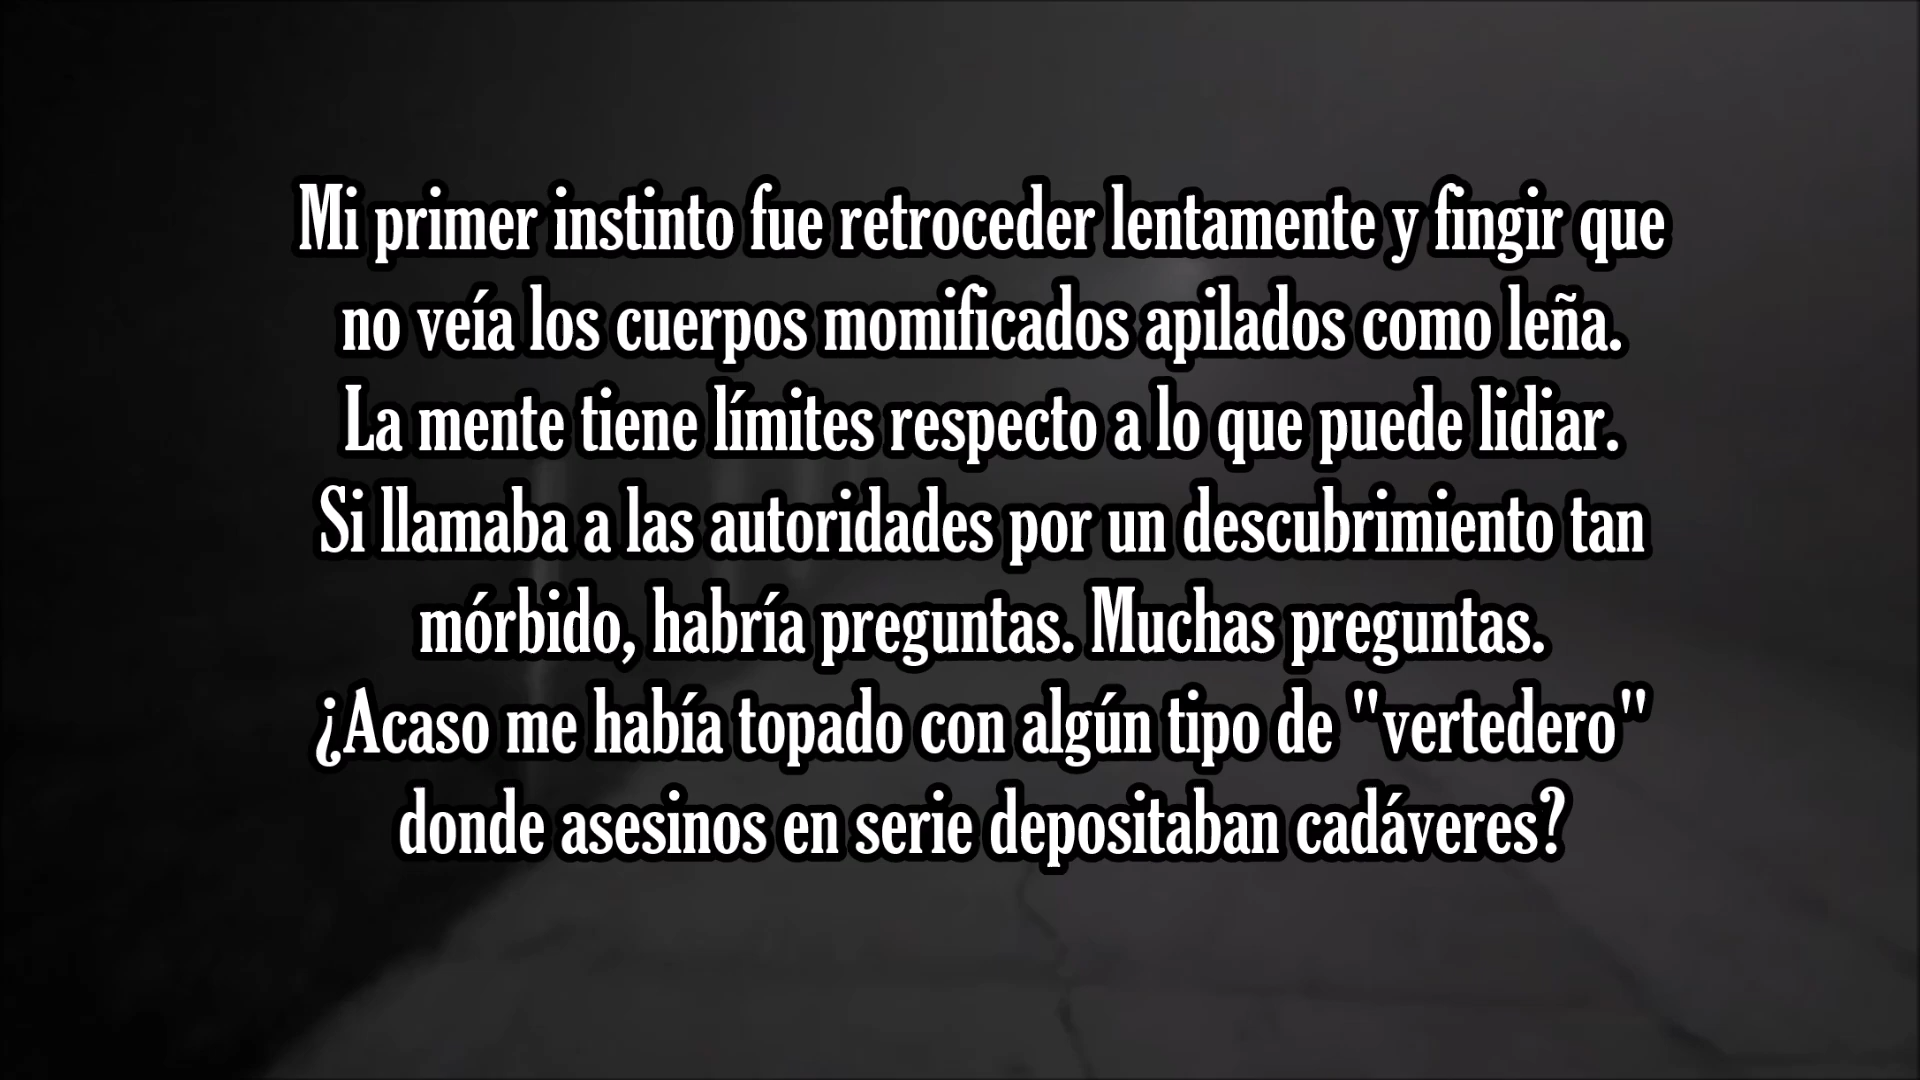 Mi primer instinto fue retroceder lentamente y fingir que
no veía los cuerpos momificados apilados como leña.
La mente tiene límites respecto a lo que puede lidiar.
Si llamaba a las autoridades por un descubrimiento tan
mórbido, habría preguntas. Muchas preguntas.
¿Acaso me había topado con algún tipo de "vertedero"
donde asesinos en serie depositaban cadáveres?